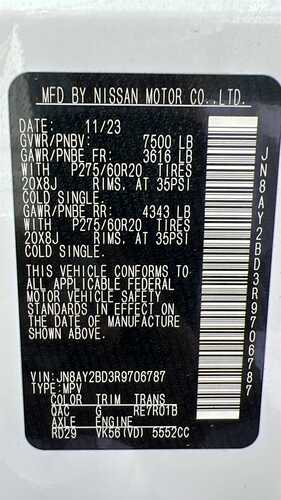 MFD BY NISSAN MOTOR CO.,LTD.
DATE: 11/23
GVWR/PNBV: 7500 LB
GAWR/PNBE FR: 3616 LB
WITH P275/60R20 TIRES
20X8J RIMS. AT 35PSI
COLD SINGLE.
GAWR/PNBE RR: 4343 LB
WITH P275/60R20 TIRES
20X8J RIMS. AT 35PSI
COLD SINGLE.
THIS VEHICLE CONFORMS TO
ALL APPLICABLE FEDERAL
MOTOR VEHICLE SAFETY
STANDARDS IN EFFECT ON
THE DATE OF MANUFACTURE
SHOWN ABOVE.
VIN:JN8AY2BD3R9706787
TYPE:MPV
COLOR TRIM TRANS
QAC G RE7R01B
AXLE ENGINE
RD29 VK56(VD) 5552CC
JN8AY2BD3R9706787